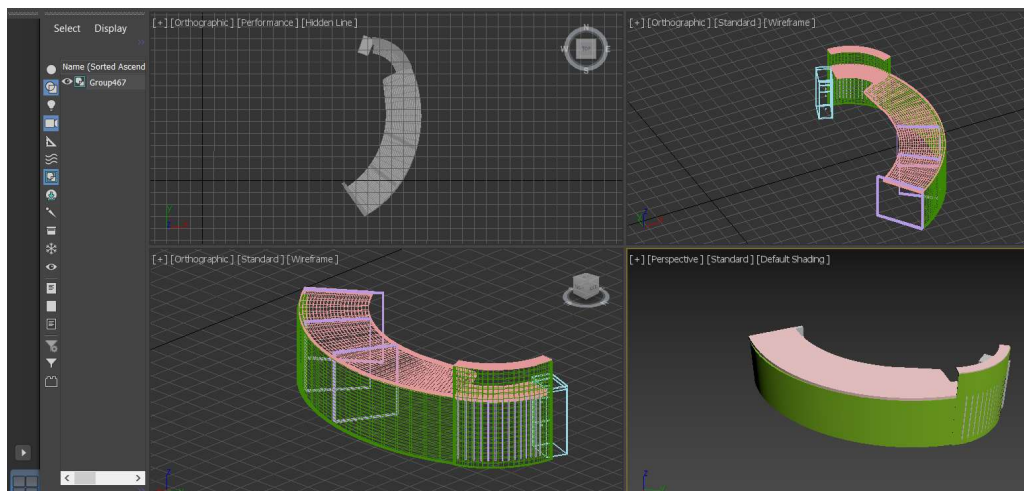 Select Display
Name (Sorted Ascend
Group467
[+] [Orthographic ] [Performance ] [Hidden Line ]
N
W
E
S
[+] [Orthographic ] [Standard ] [Wireframe ]
[+] [Orthographic ] [Standard ] [Wireframe ]
[+] [Perspective ] [Standard ] [Default Shading ]